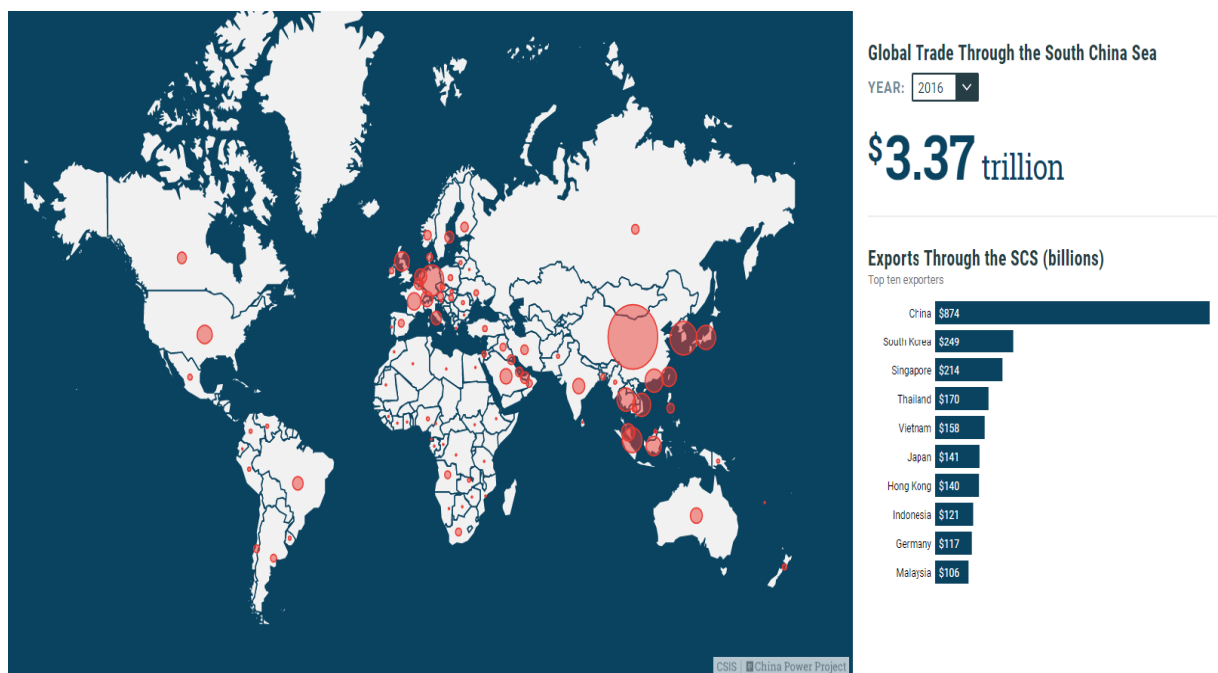 Global Trade Through the South China Sea
YEAR: 2016
$3.37 trillion
Exports Through the SCS (billions)
Top ten exporters
China $874
South Korea $249
Singapore $214
Thailand $170
Vietnam $158
Japan $141
Hong Kong $140
Indonesia $121
Germany $117
Malaysia $106
CSIS China Power Project